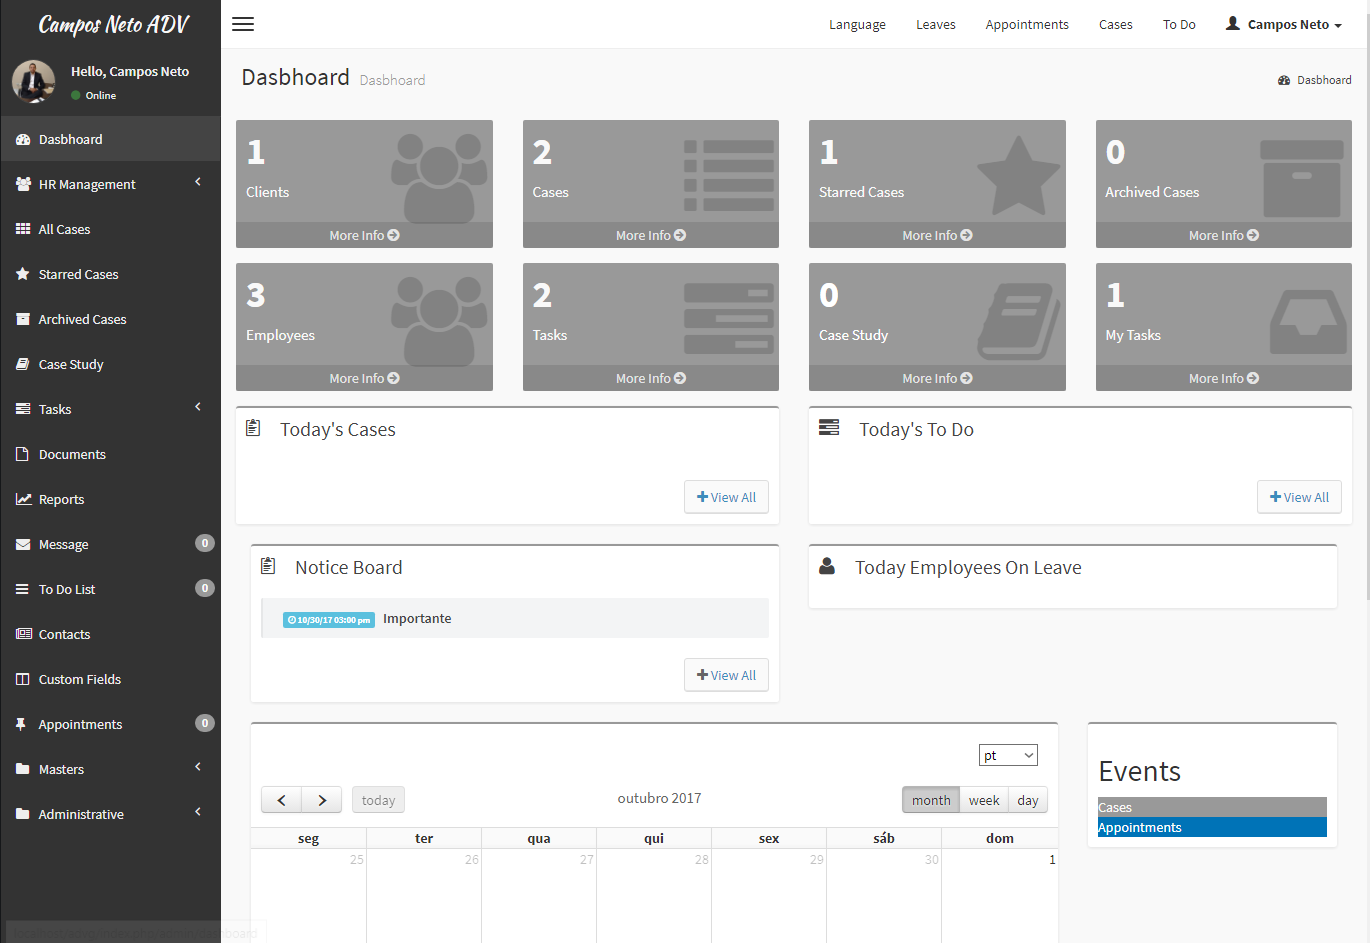 Campos Neto ADV
Hello, Campos Neto
Online
Dasbhoard
HR Management
All Cases
Starred Cases
Archived Cases
Case Study
Tasks
Documents
Reports
Message 0
To Do List 0
Contacts
Custom Fields
Appointments 0
Masters
Administrative
Language Leaves Appointments Cases To Do Campos Neto
Dasbhoard Dasbhoard
Dasbhoard
1
Clients
More Info
2
Cases
More Info
1
Starred Cases
More Info
0
Archived Cases
More Info
3
Employees
More Info
2
Tasks
More Info
0
Case Study
More Info
1
My Tasks
More Info
Today's Cases
View All
Today's To Do
View All
Notice Board
10/30/17 03:00 pm Importante
View All
Today Employees On Leave
pt
today
outubro 2017
month week day
seg ter qua qui sex sáb dom
25 26 27 28 29 30 1
Events
Cases
Appointments